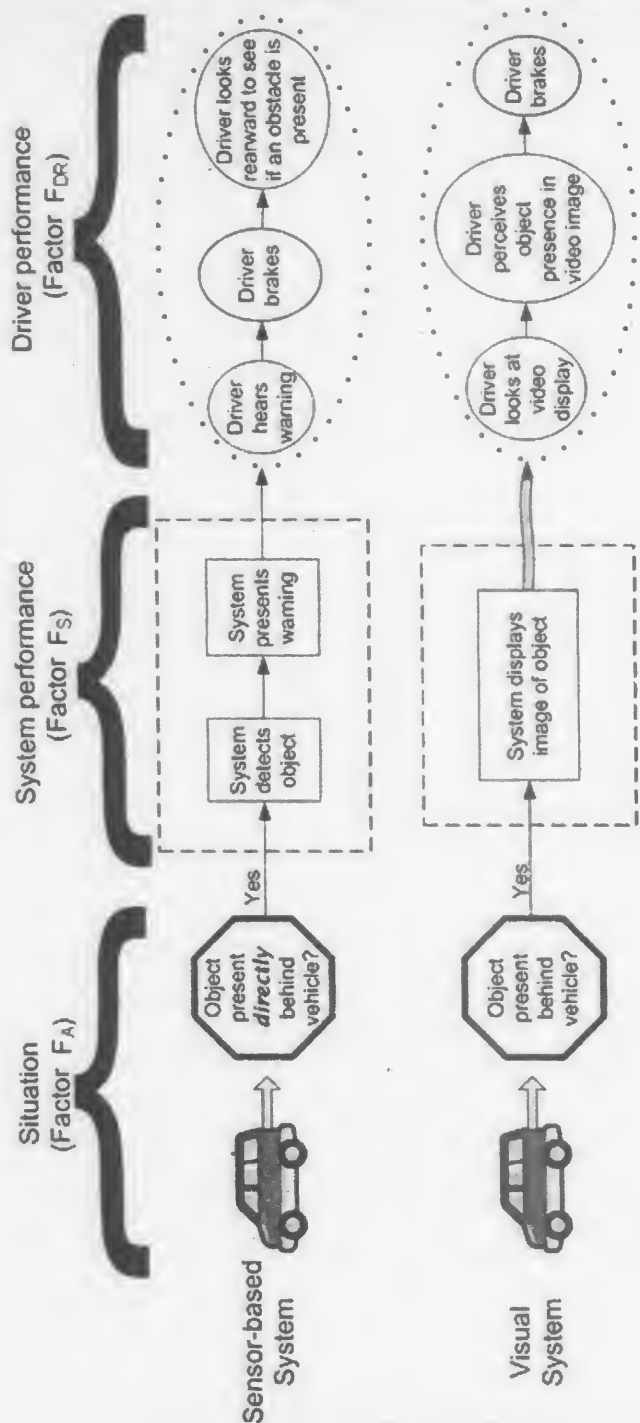 Situation
(Factor FA)
System performance
(Factor FS)
Driver performance
(Factor FDR)
Sensor-based
System
Object
present
directly
behind
vehicle?
Yes
System
detects
object
System
presents
warning
Driver
hears
warning
Driver
brakes
Driver looks
rearward to see
if an obstacle is
present
Visual
System
Object
present
behind
vehicle?
Yes
System displays
image of object
Driver
looks at
video
display
Driver
perceives
object
presence in
video image
Driver
brakes